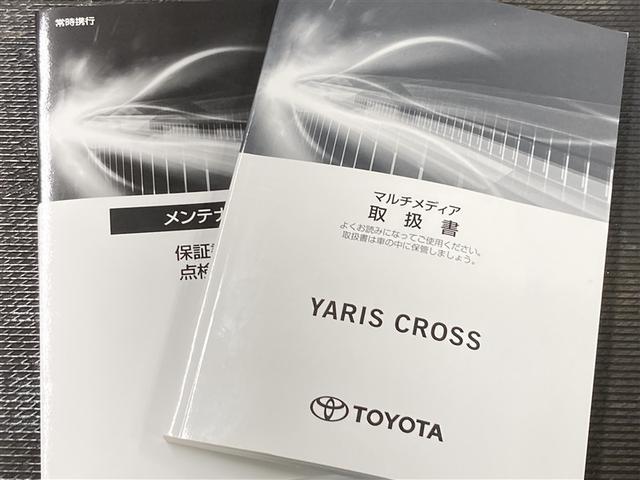 常時携行
メンテナ
保証
点検
マルチメディア
取扱書
よくお読みになってご使用ください。
取扱書は車の中に保管しましょう。
YARIS CROSS
TOYOTA